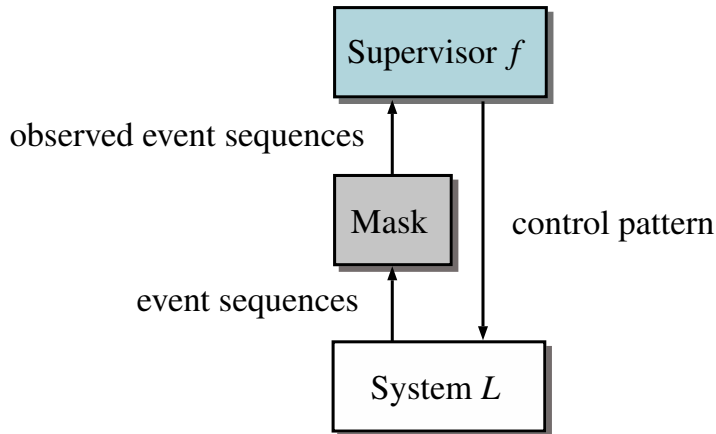 Supervisor f
observed event sequences
Mask
control pattern
event sequences
System L